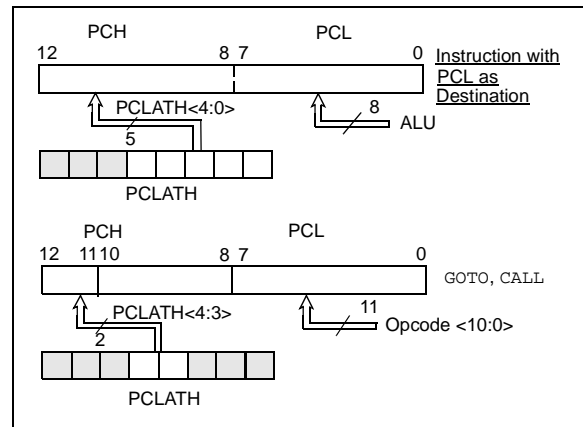 PCH PCL
12 8 7 0
Instruction with
PCL as
Destination
PCLATH<4:0>
5
8
ALU
PCLATH
PCH PCL
12 11 10 8 7 0
GOTO, CALL
PCLATH<4:3>
2
11
Opcode <10:0>
PCLATH